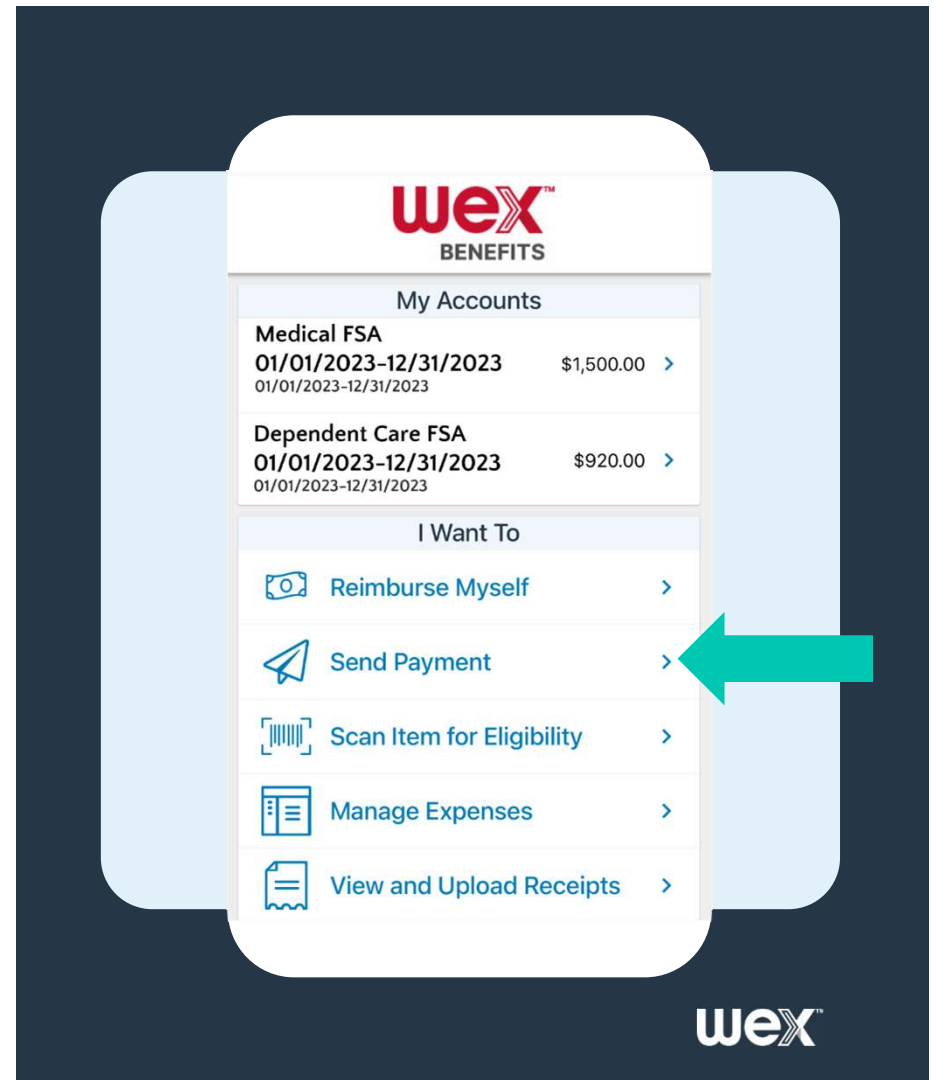 wex™
BENEFITS
My Accounts
Medical FSA
01/01/2023-12/31/2023 $1,500.00
01/01/2023-12/31/2023
Dependent Care FSA
01/01/2023-12/31/2023 $920.00
01/01/2023-12/31/2023
I Want To
Reimburse Myself
Send Payment
Scan Item for Eligibility
Manage Expenses
View and Upload Receipts
wex™